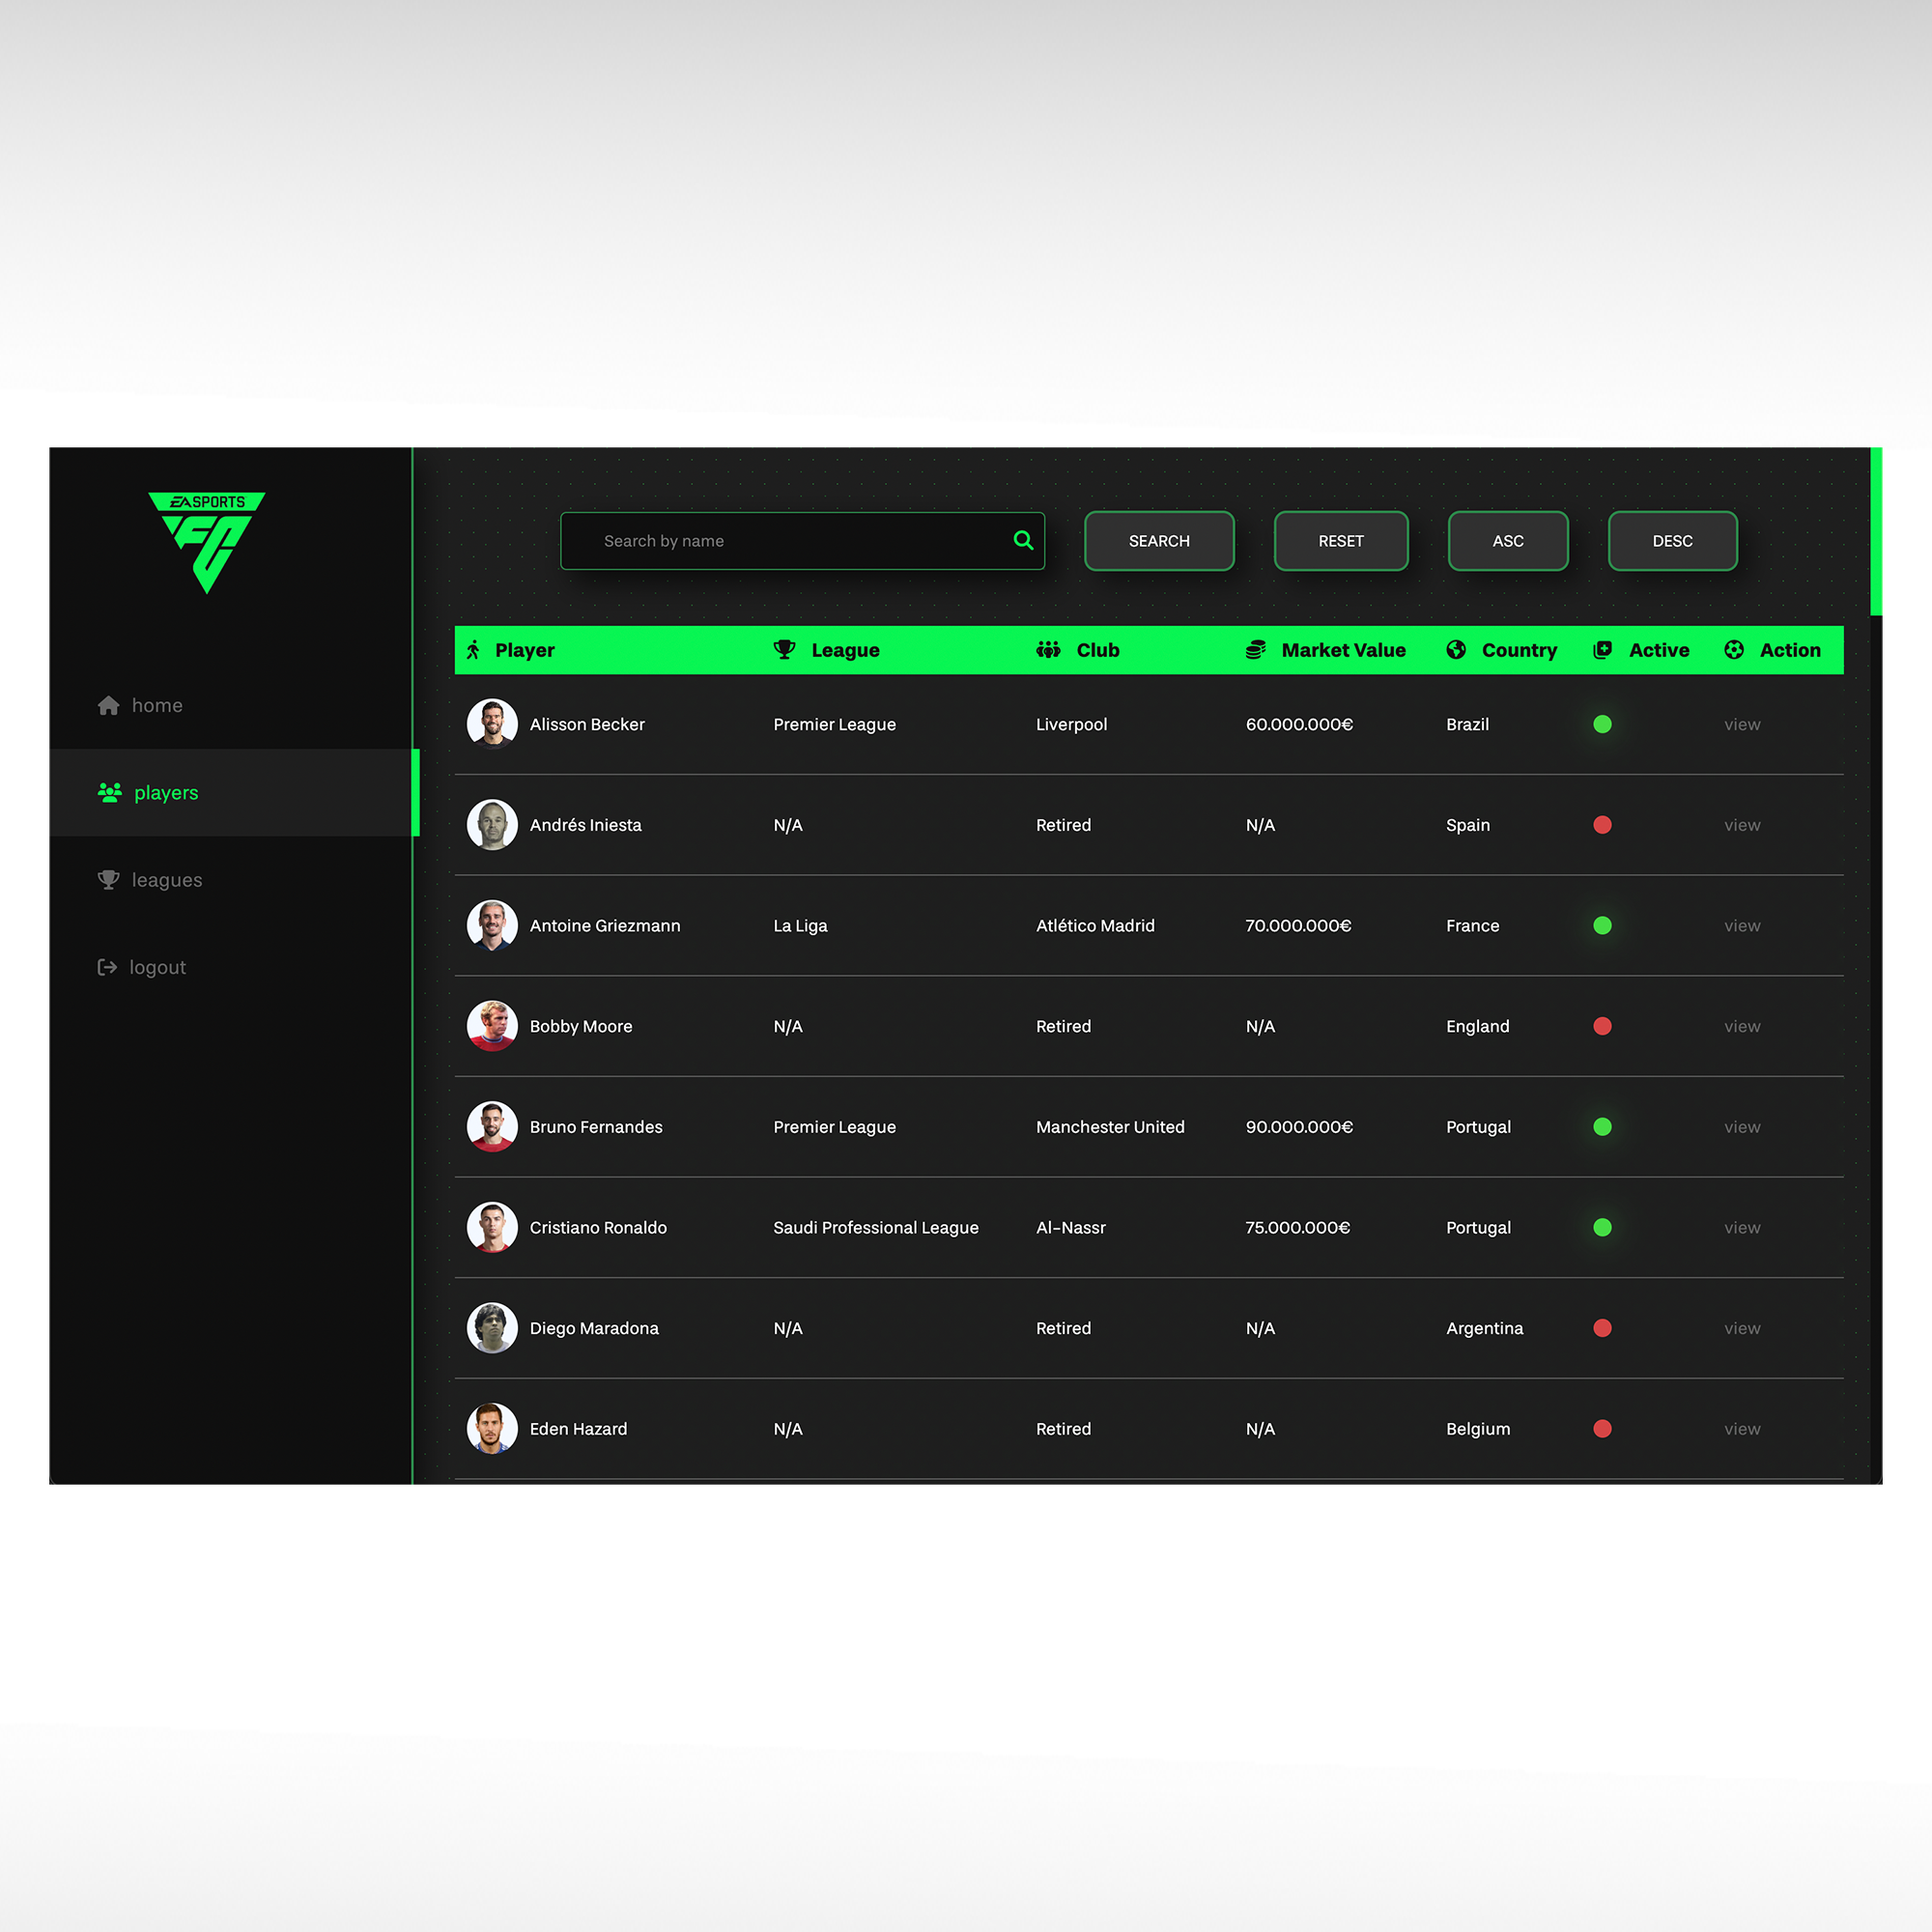 EA SPORTS
FC
home
players
leagues
logout
Search by name SEARCH RESET ASC DESC
Player League Club Market Value Country Active Action
Alisson Becker Premier League Liverpool 60.000.000€ Brazil view
Andrés Iniesta N/A Retired N/A Spain view
Antoine Griezmann La Liga Atlético Madrid 70.000.000€ France view
Bobby Moore N/A Retired N/A England view
Bruno Fernandes Premier League Manchester United 90.000.000€ Portugal view
Cristiano Ronaldo Saudi Professional League Al-Nassr 75.000.000€ Portugal view
Diego Maradona N/A Retired N/A Argentina view
Eden Hazard N/A Retired N/A Belgium view